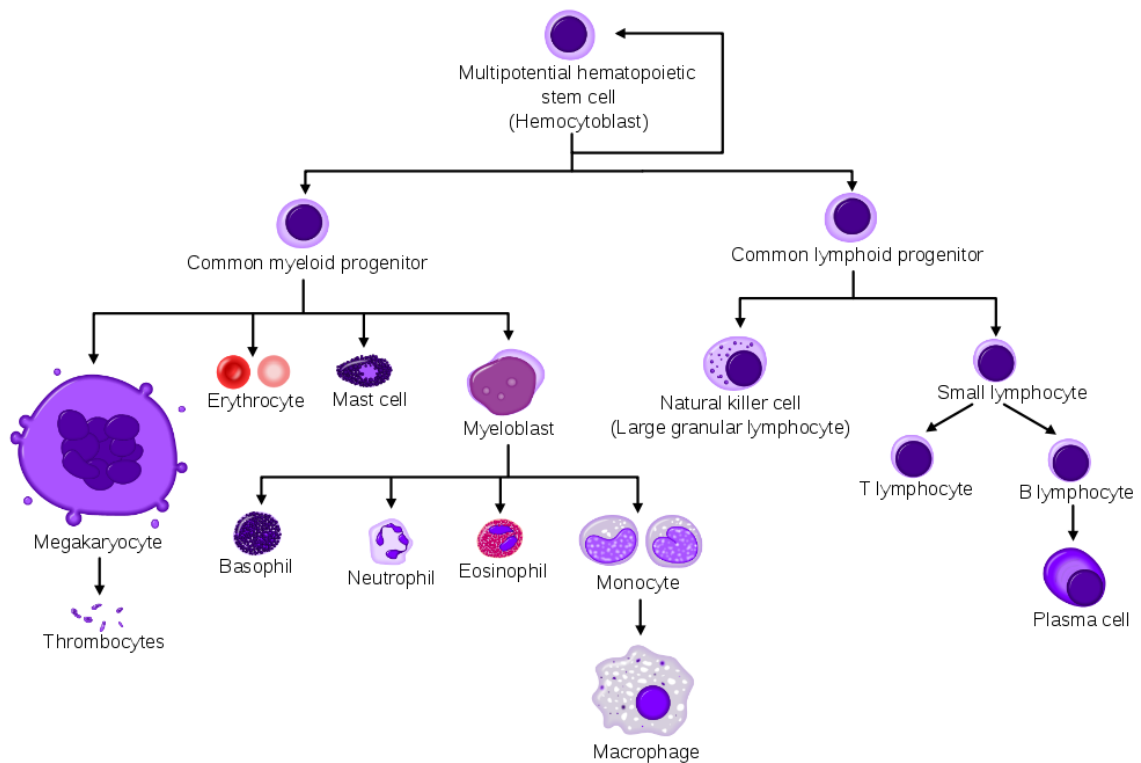 Multipotential hematopoietic
stem cell
(Hemocytoblast)
Common myeloid progenitor
Common lymphoid progenitor
Erythrocyte
Mast cell
Myeloblast
Natural killer cell
(Large granular lymphocyte)
Small lymphocyte
T lymphocyte
B lymphocyte
Megakaryocyte
Basophil
Neutrophil
Eosinophil
Monocyte
Plasma cell
Thrombocytes
Macrophage